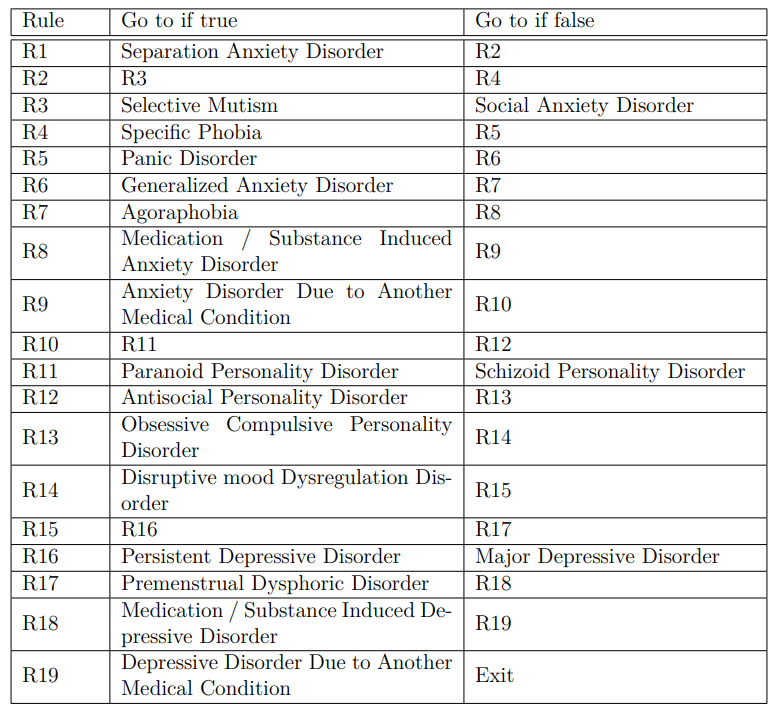 Rule Go to if true Go to if false
R1 Separation Anxiety Disorder R2
R2 R3 R4
R3 Selective Mutism Social Anxiety Disorder
R4 Specific Phobia R5
R5 Panic Disorder R6
R6 Generalized Anxiety Disorder R7
R7 Agoraphobia R8
R8 Medication / Substance Induced
Anxiety Disorder R9
R9 Anxiety Disorder Due to Another
Medical Condition R10
R10 R11 R12
R11 Paranoid Personality Disorder Schizoid Personality Disorder
R12 Antisocial Personality Disorder R13
R13 Obsessive Compulsive Personality
Disorder R14
R14 Disruptive mood Dysregulation Dis-
order R15
R15 R16 R17
R16 Persistent Depressive Disorder Major Depressive Disorder
R17 Premenstrual Dysphoric Disorder R18
R18 Medication / Substance Induced De-
pressive Disorder R19
R19 Depressive Disorder Due to Another
Medical Condition Exit